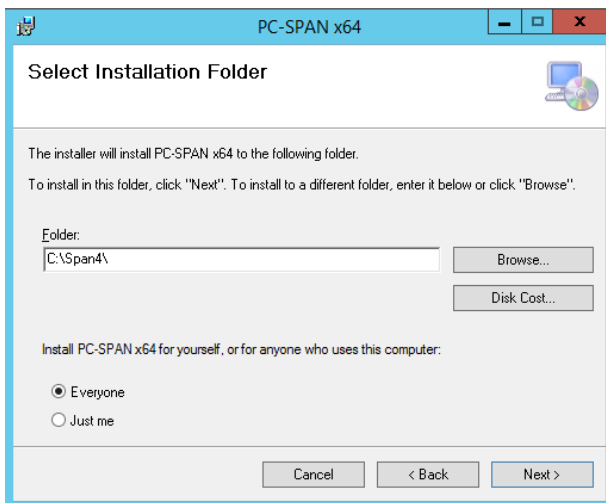 PC-SPAN x64
Select Installation Folder
The installer will install PC-SPAN x64 to the following folder.
To install in this folder, click "Next". To install to a different folder, enter it below or click "Browse".
Folder:
C:\Span4\
Browse...
Disk Cost...
Install PC-SPAN x64 for yourself, or for anyone who uses this computer:
Everyone
Just me
Cancel
< Back
Next >